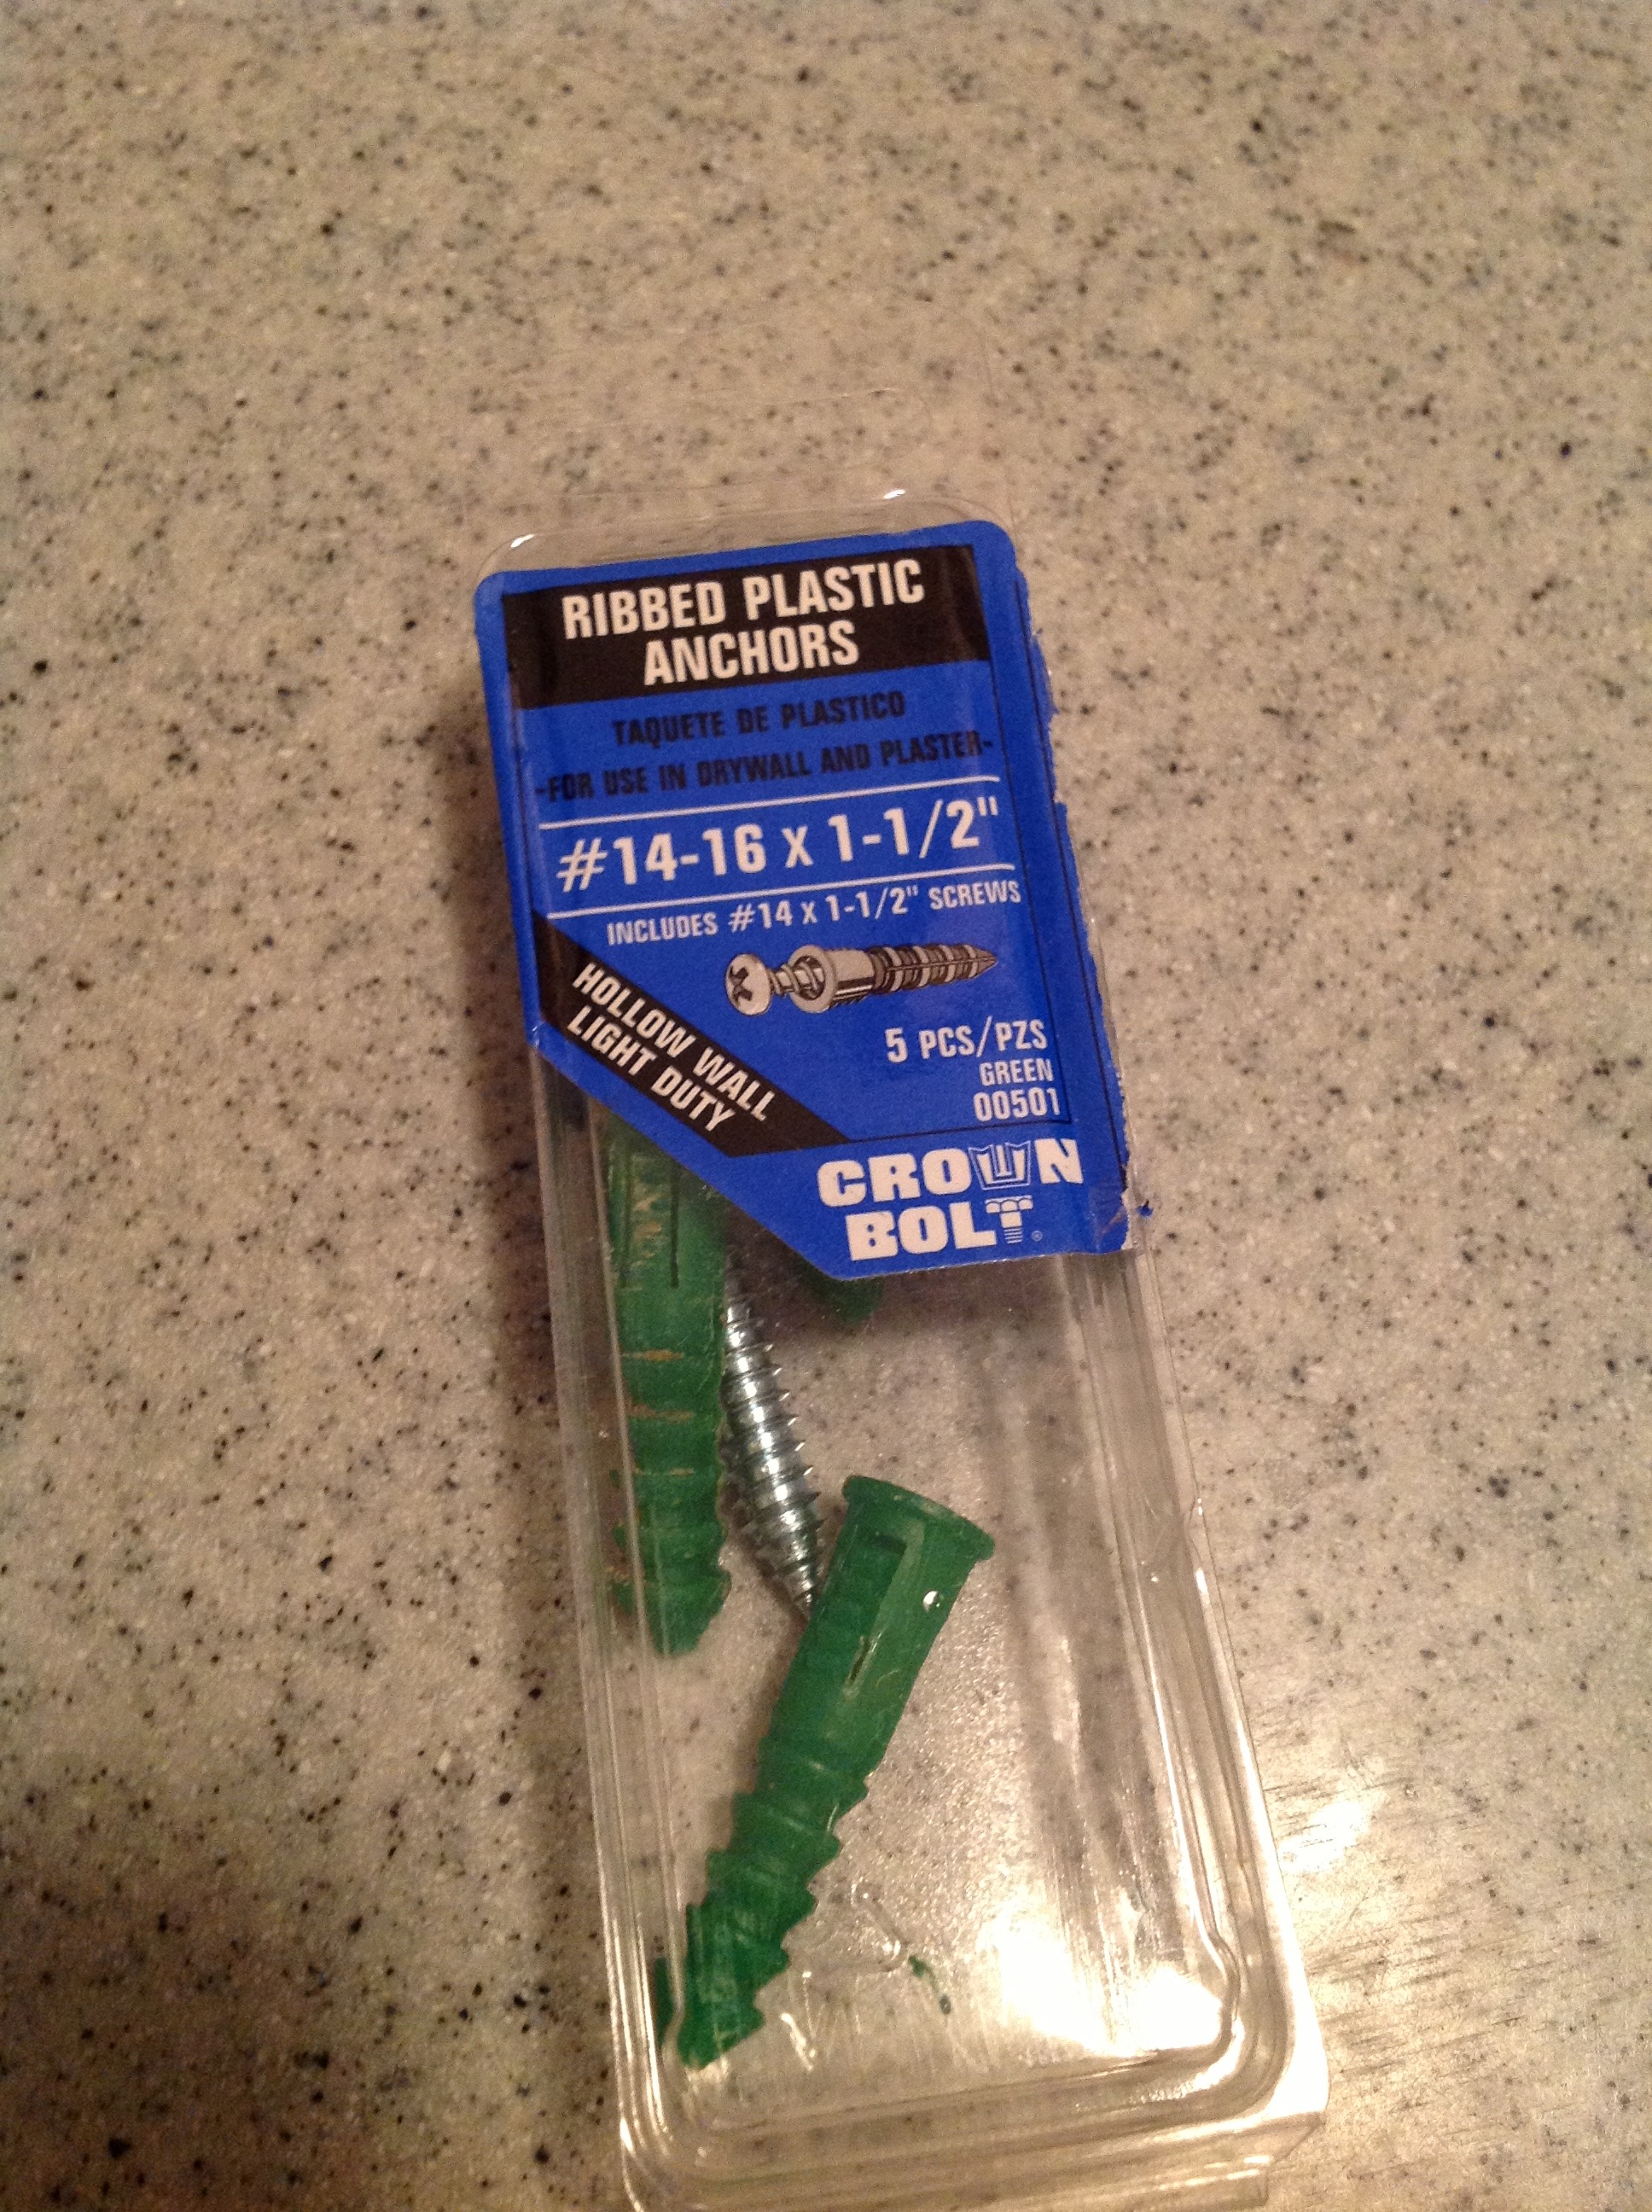 RIBBED PLASTIC
ANCHORS
TAQUETE DE PLASTICO
-FOR USE IN DRYWALL AND PLASTER-
#14-16 x 1-1/2"
INCLUDES #14 x 1-1/2" SCREWS
HOLLOW WALL
LIGHT DUTY
5 PCS/PZS
GREEN
00501
CROWN
BOLT®